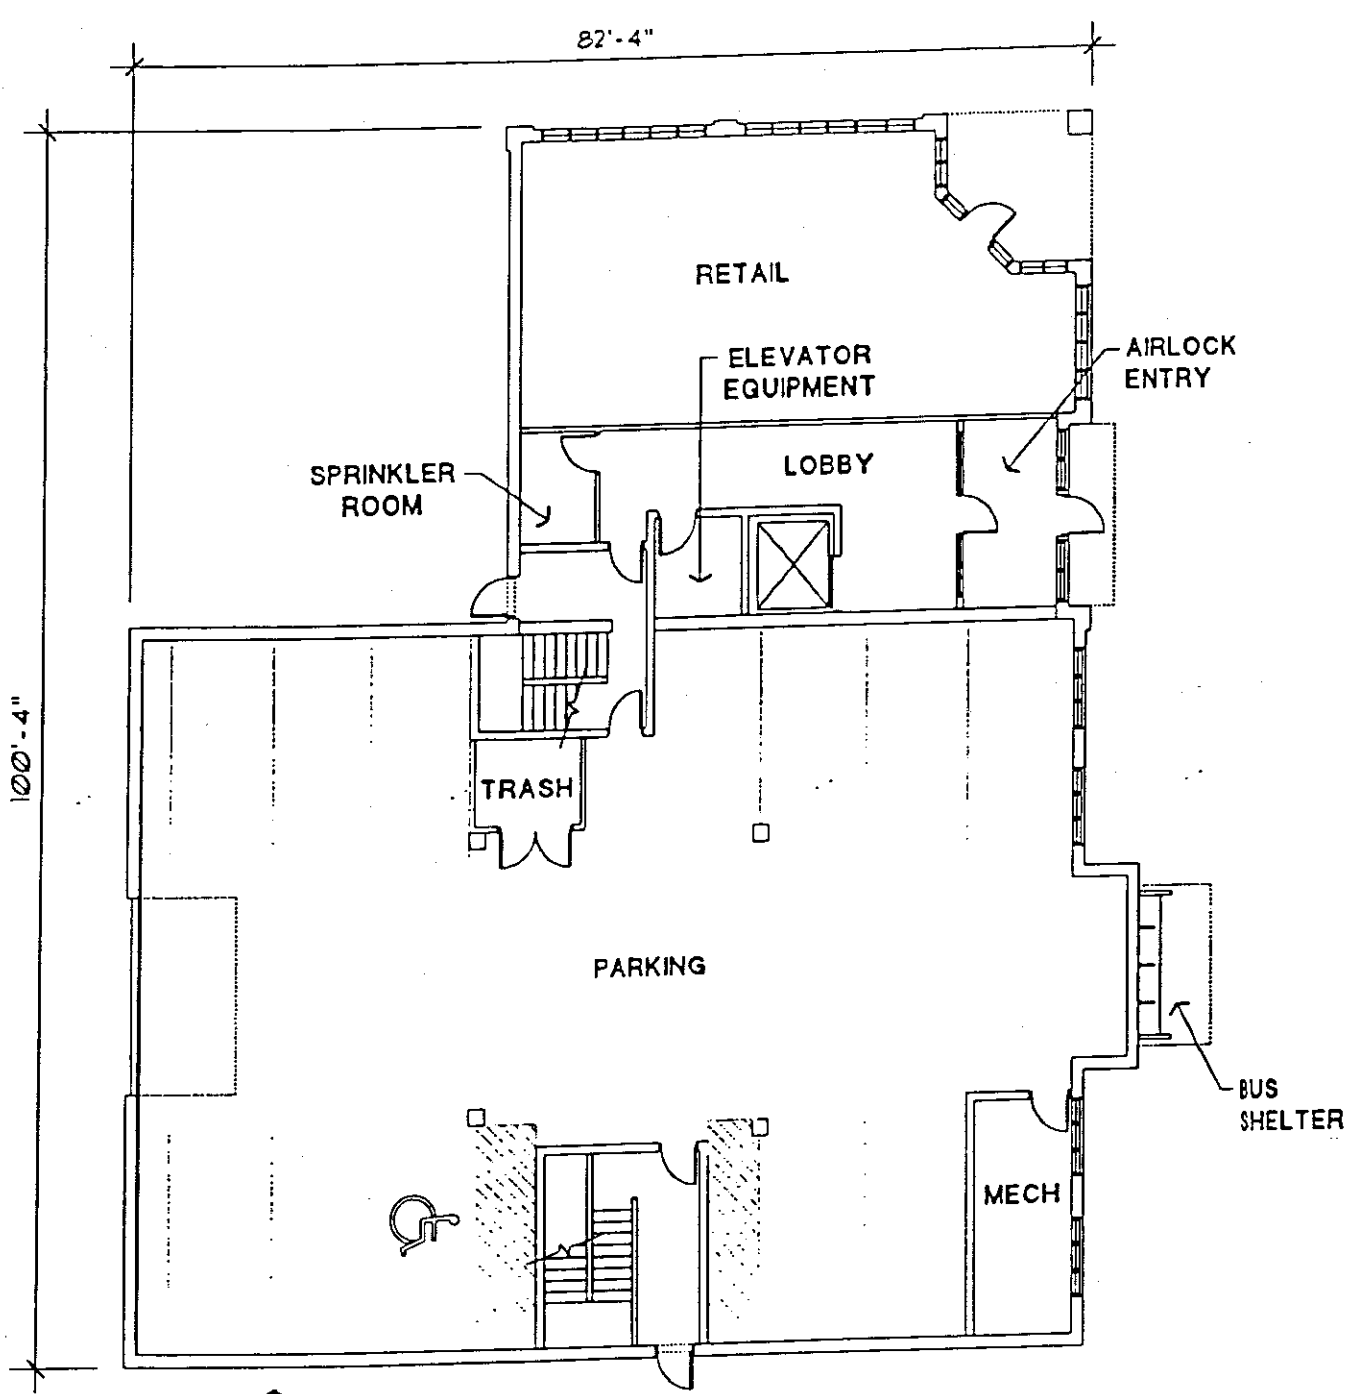 82'-4"
100'-4"
RETAIL
ELEVATOR
EQUIPMENT
AIRLOCK
ENTRY
LOBBY
SPRINKLER
ROOM
TRASH
PARKING
BUS
SHELTER
MECH